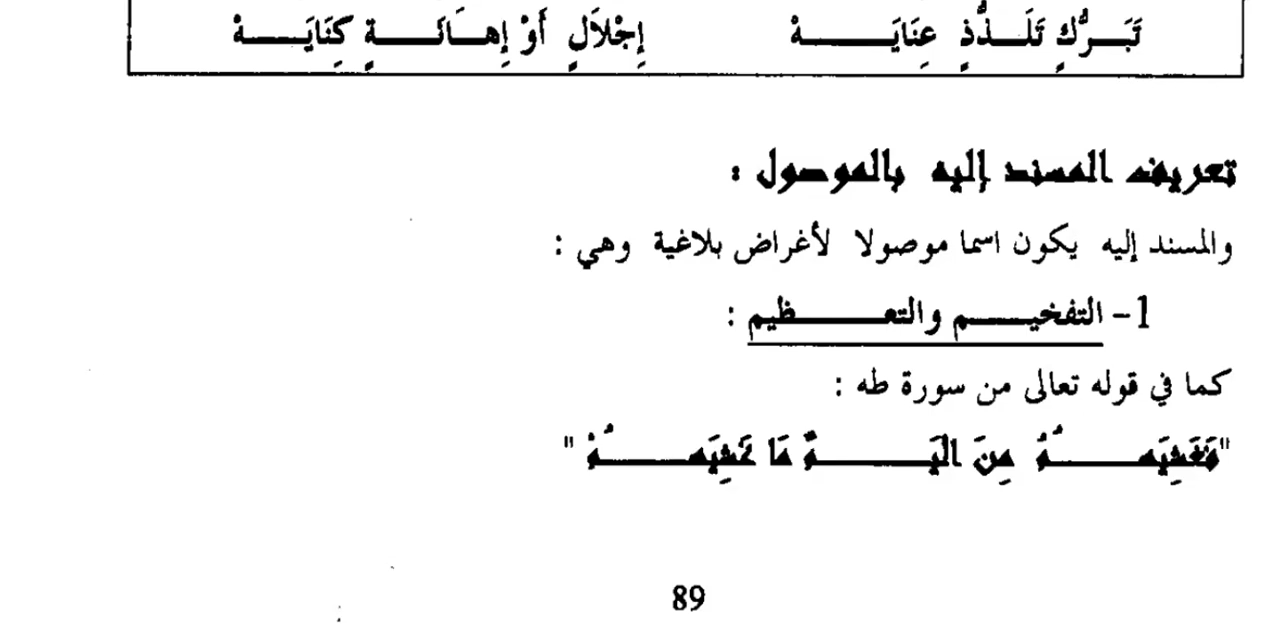 تَبَرُّكٍ تَلَذُّذٍ عِنَايَهْ إِجْلَالٍ أَوْ إِهَانَةٍ كِنَايَهْ
تعريف المسند إليه بالموصول :
والمسند إليه يكون اسما موصولا لأغراض بلاغية وهي :
1- التفخيم والتعظيم :
كما في قوله تعالى من سورة طه :
"فَغَشِيَهُمُ مِنَ الْيَمِّ مَا غَشِيَهُمْ"
89